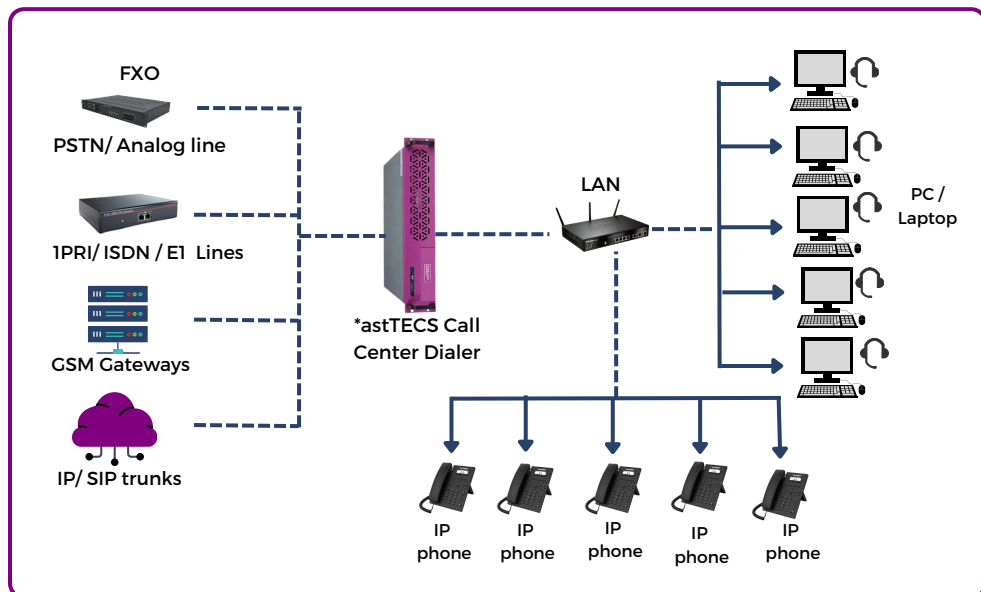 FXO
PSTN/ Analog line
1PRI/ ISDN / E1 Lines
GSM Gateways
IP/ SIP trunks
*astTECS Call
Center Dialer
LAN
PC /
Laptop
IP
phone
IP
phone
IP
phone
IP
phone
IP
phone